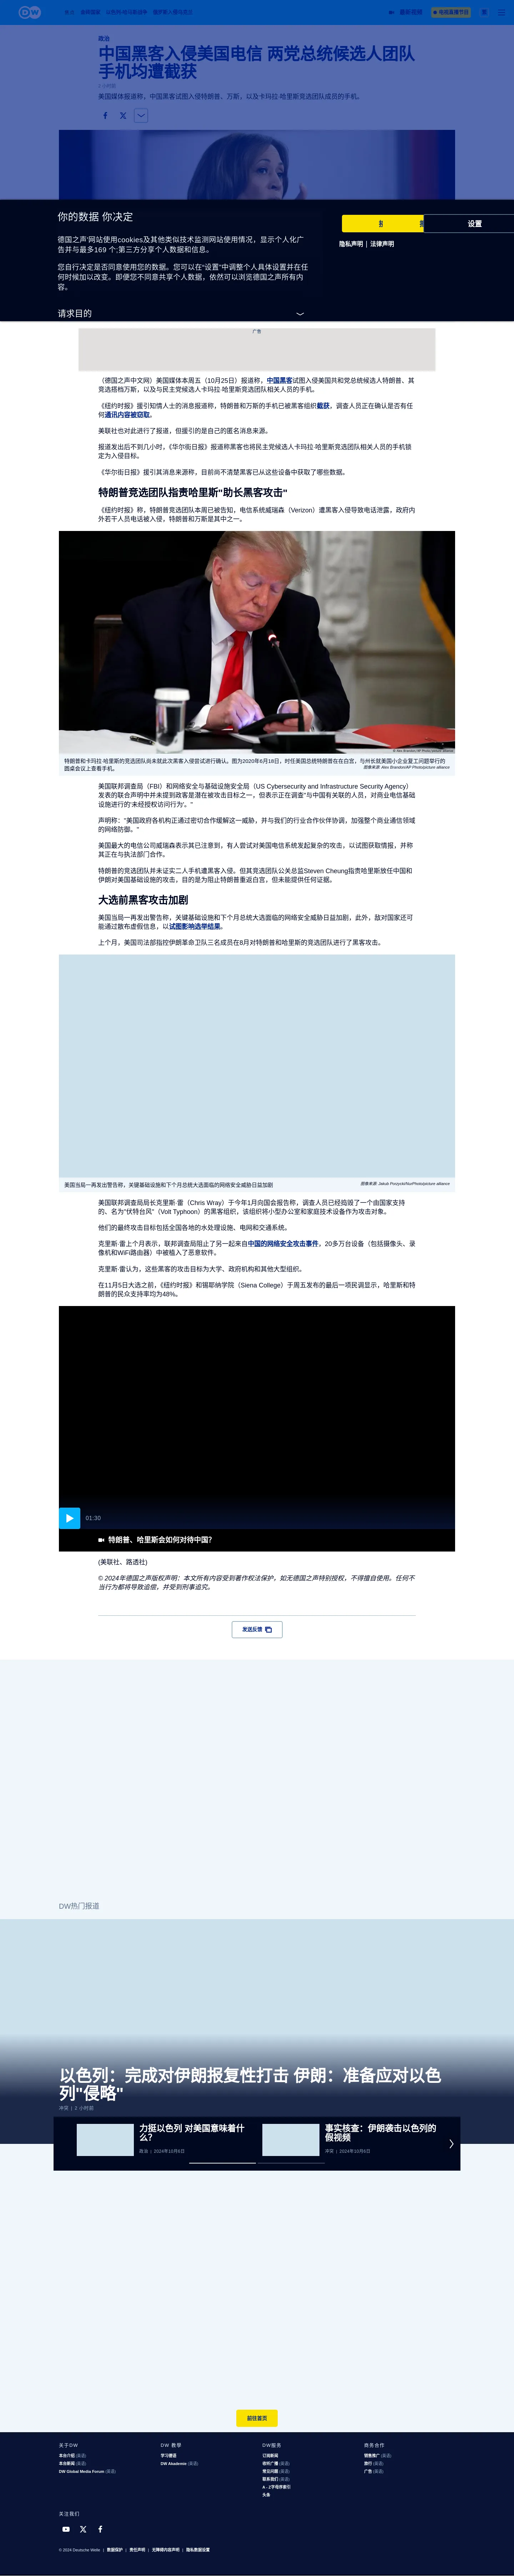 DW
最新视频
电视直播节目
政治
中国黑客入侵美国电信 两党总统候选人团队
手机均遭截获
美国媒体报道称，中国黑客试图入侵特朗普、万斯，以及卡玛拉·哈里斯竞选团队成员的手机。
你的数据 你决定
德国之声'网站使用cookies及其他类似技术监测网站使用情况，显示个人化广
告并与最多169 个;第三方分享个人数据和信息。
您自行决定是否同意使用您的数据。您可以在"设置"中调整个人具体设置并在任
何时候加以改变。即便您不同意共享个人数据，依然可以浏览德国之声所有内
容。
请求目的
设置
隐私声明 | 法律声明
广告
（德国之声中文网）美国媒体本周五（10月25日）报道称，中国黑客试图入侵美国共和党总统候选人特朗普、其
竞选搭档万斯，以及与民主党候选人卡玛拉·哈里斯竞选团队相关人员的手机。
《纽约时报》援引知情人士的消息报道称，特朗普和万斯的手机已被黑客组织截获，调查人员正在确认是否有任
何通讯内容被窃取。
美联社也对此进行了报道，但援引的是自己的匿名消息来源。
报道发出后不到几小时，《华尔街日报》报道称黑客也将民主党候选人卡玛拉·哈里斯竞选团队相关人员的手机锁
定为入侵目标。
《华尔街日报》援引其消息来源称，目前尚不清楚黑客已从这些设备中获取了哪些数据。
特朗普竞选团队指责哈里斯"助长黑客攻击"
《纽约时报》称，特朗普竞选团队本周已被告知，电信系统威瑞森（Verizon）遭黑客入侵导致电话泄露，政府内
外若干人员电话被入侵，特朗普和万斯是其中之一。
特朗普和卡玛拉·哈里斯的竞选团队尚未就此次黑客入侵尝试进行确认。图为2020年6月18日，时任美国总统特朗普在在白宫，与州长就美国小企业复工问题举行的
圆桌会议上查看手机。
图像来源: Alex Brandon/AP Photo/picture alliance
美国联邦调查局（FBI）和网络安全与基础设施安全局（US Cybersecurity and Infrastructure Security Agency）
发表的联合声明中并未提到政客是潜在被攻击目标之一，但表示正在调查"与中国有关联的人员，对商业电信基础
设施进行的'未经授权访问行为'。"
声明称："美国政府各机构正通过密切合作缓解这一威胁，并与我们的行业合作伙伴协调，加强整个商业通信领域
的网络防御。"
美国最大的电信公司威瑞森表示其已注意到，有人尝试对美国电信系统发起复杂的攻击，以试图获取情报，并称
其正在与执法部门合作。
特朗普的竞选团队并未证实二人手机遭黑客入侵。但其竞选团队公关总监Steven Cheung指责哈里斯放任中国和
伊朗对美国基础设施的攻击，目的是为阻止特朗普重返白宫，但未能提供任何证据。
大选前黑客攻击加剧
美国当局一再发出警告称，关键基础设施和下个月总统大选面临的网络安全威胁日益加剧，此外，敌对国家还可
能通过散布虚假信息，以试图影响选举结果。
上个月，美国司法部指控伊朗革命卫队三名成员在8月对特朗普和哈里斯的竞选团队进行了黑客攻击。
美国当局一再发出警告称，关键基础设施和下个月总统大选面临的网络安全威胁日益加剧
图像来源: Jakub Porzycki/NurPhoto/picture alliance
美国联邦调查局局长克里斯·雷（Chris Wray）于今年1月向国会报告称，调查人员已经捣毁了一个由国家支持
的、名为"伏特台风"（Volt Typhoon）的黑客组织，该组织将小型办公室和家庭技术设备作为攻击对象。
他们的最终攻击目标包括全国各地的水处理设施、电网和交通系统。
克里斯·雷上个月表示，联邦调查局阻止了另一起来自中国的网络安全攻击事件，20多万台设备（包括摄像头、录
像机和WiFi路由器）中被植入了恶意软件。
克里斯·雷认为，这些黑客的攻击目标为大学、政府机构和其他大型组织。
在11月5日大选之前，《纽约时报》和锡耶纳学院（Siena College）于周五发布的最后一项民调显示，哈里斯和特
朗普的民众支持率均为48%。
01:30
特朗普、哈里斯会如何对待中国？
(美联社、路透社)
© 2024年德国之声版权声明：本文所有内容受到著作权法保护，如无德国之声特别授权，不得擅自使用。任何不
当行为都将导致追偿，并受到刑事追究。
发送反馈
DW热门报道
以色列：完成对伊朗报复性打击 伊朗：准备应对以色
列"侵略"
冲突 | 2 小时前
力挺以色列 对美国意味着什
么？
政治 | 2024年10月6日
事实核查：伊朗袭击以色列的
假视频
冲突 | 2024年10月6日
前往首页
关于DW
本台介绍 (英语)
本台新闻 (英语)
DW Global Media Forum (英语)
DW 教学
学习德语
DW Akademie (英语)
DW服务
订阅新闻
收听广播 (英语)
常见问题 (英语)
联系我们 (英语)
A - Z字母序索引
头条
商务合作
销售推广 (英语)
旅行 (英语)
广告 (英语)
关注我们
© 2024 Deutsche Welle | 数据保护 | 责任声明 | 无障碍内容声明 | 隐私数据设置